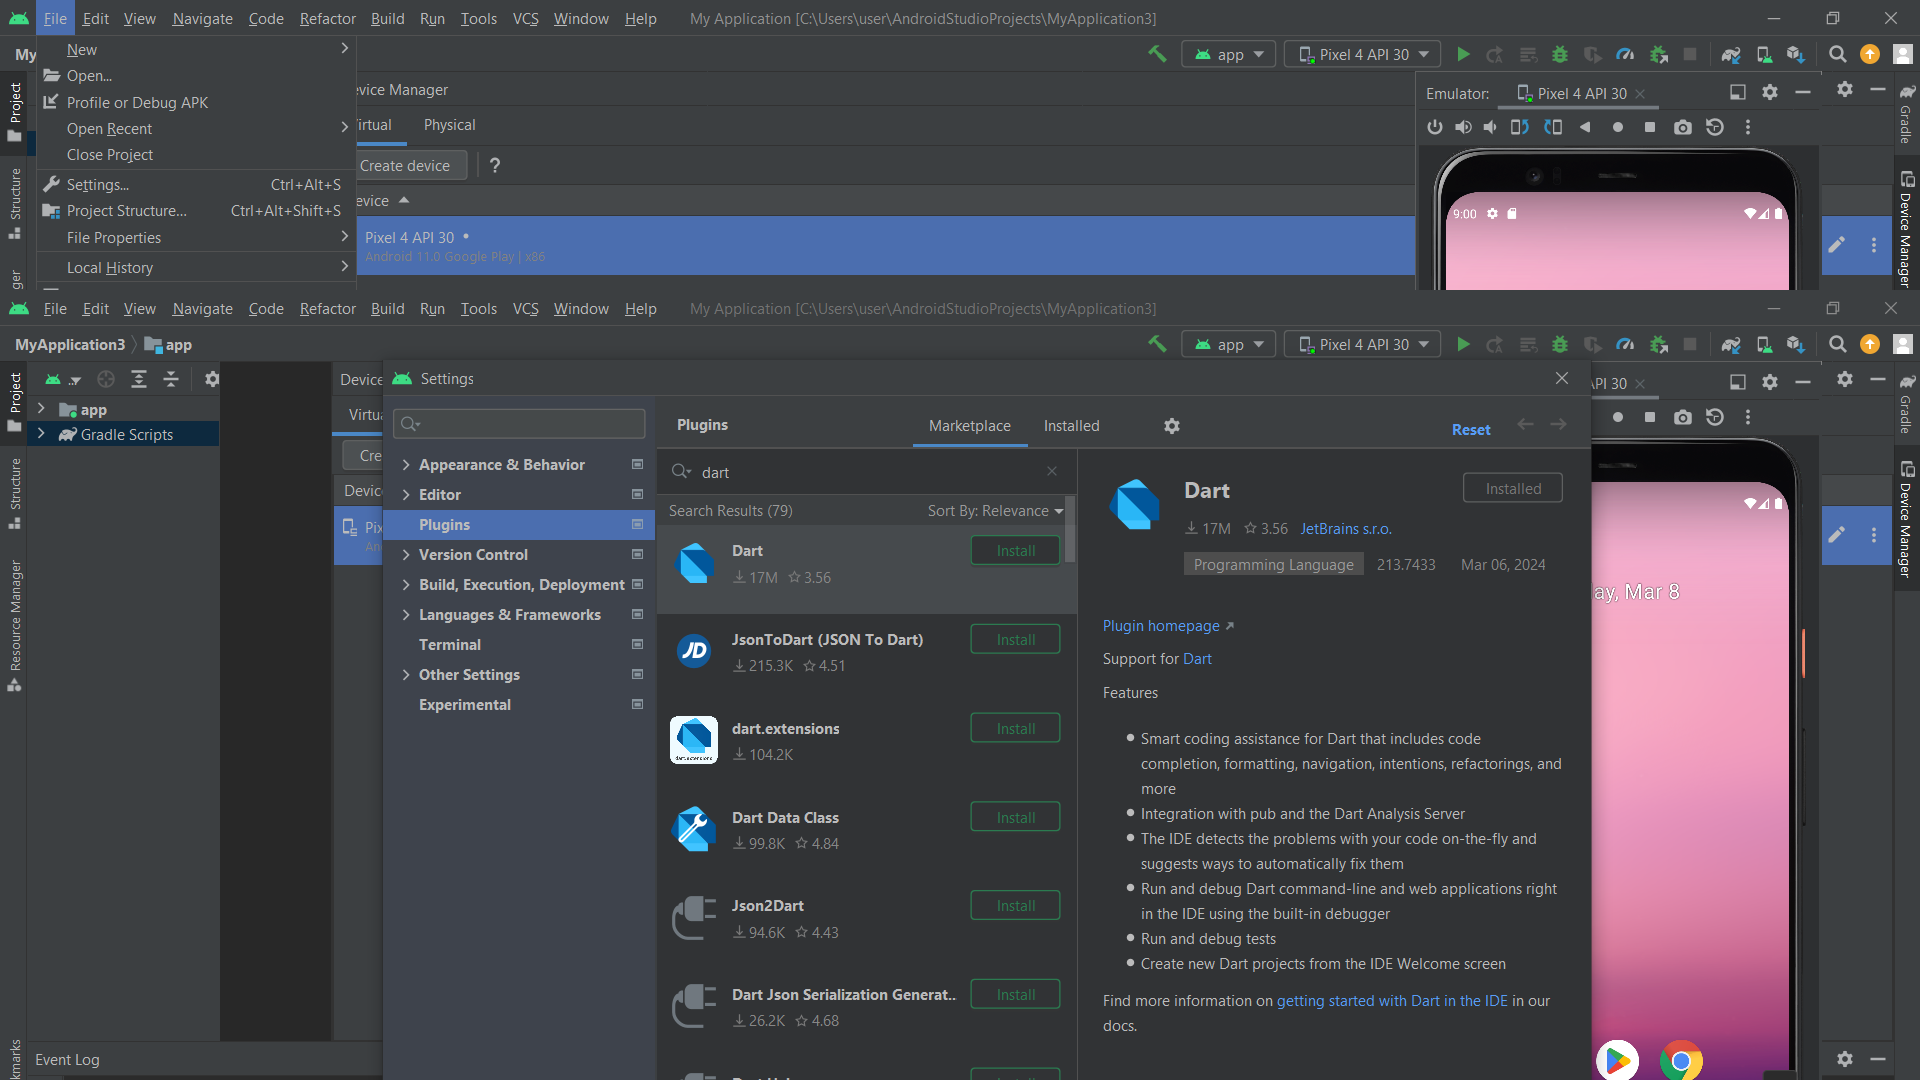 File Edit View Navigate Code Refactor Build Run Tools VCS Window Help My Application [C:\Users\user\AndroidStudioProjects\MyApplication3]
My
New
Open...
Profile or Debug APK
Open Recent
Close Project
Settings... Ctrl+Alt+S
Project Structure... Ctrl+Alt+Shift+S
File Properties
Local History
app Pixel 4 API 30
Project
Structure
ger
evice Manager
irtual Physical
Create device ?
evice
Pixel 4 API 30 •
Android 11.0 Google Play | x86
Emulator: Pixel 4 API 30
9:00
Gradle
Device Manager
File Edit View Navigate Code Refactor Build Run Tools VCS Window Help My Application [C:\Users\user\AndroidStudioProjects\MyApplication3]
MyApplication3 app
app Pixel 4 API 30
Project
Structure
Resource Manager
kmarks
app
Gradle Scripts
Device
Virtu
Cre
Device
Pix
An
Settings
Appearance & Behavior
Editor
Plugins
Version Control
Build, Execution, Deployment
Languages & Frameworks
Terminal
Other Settings
Experimental
Plugins Marketplace Installed Reset
dart
Search Results (79) Sort By: Relevance
Dart Install
17M 3.56
JsonToDart (JSON To Dart) Install
JD
215.3K 4.51
dart.extensions Install
dart.extensions
104.2K
Dart Data Class Install
99.8K 4.84
Json2Dart Install
94.6K 4.43
Dart Json Serialization Generat.. Install
26.2K 4.68
Dart Installed
17M 3.56 JetBrains s.r.o.
Programming Language 213.7433 Mar 06, 2024
Plugin homepage
Support for Dart
Features
• Smart coding assistance for Dart that includes code
completion, formatting, navigation, intentions, refactorings, and
more
• Integration with pub and the Dart Analysis Server
• The IDE detects the problems with your code on-the-fly and
suggests ways to automatically fix them
• Run and debug Dart command-line and web applications right
in the IDE using the built-in debugger
• Run and debug tests
• Create new Dart projects from the IDE Welcome screen
Find more information on getting started with Dart in the IDE in our
docs.
API 30
ay, Mar 8
Gradle
Device Manager
Event Log